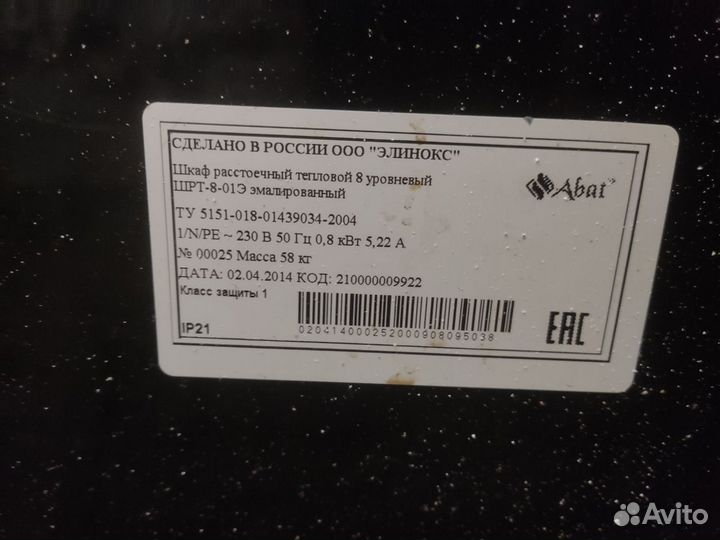 СДЕЛАНО В РОССИИ ООО "ЭЛИНОКС"
Шкаф расстоечный тепловой 8 уровневый
ШРТ-8-01Э эмалированный
Abat
ТУ 5151-018-01439034-2004
1/N/PE ~ 230 В 50 Гц 0,8 кВт 5,22 А
№ 00025 Масса 58 кг
ДАТА: 02.04.2014 КОД: 210000009922
Класс защиты 1
020414000252000908095038
IP21
EAC
Avito